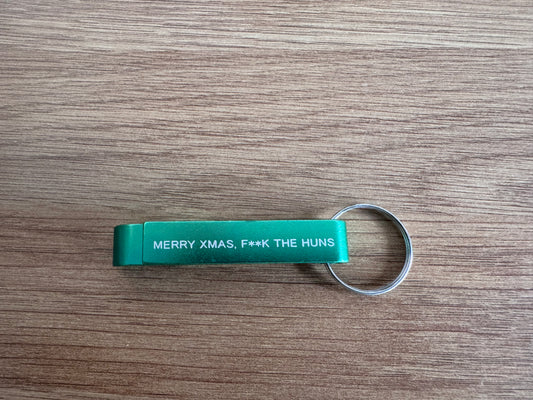 MERRY XMAS, F**K THE HUNS